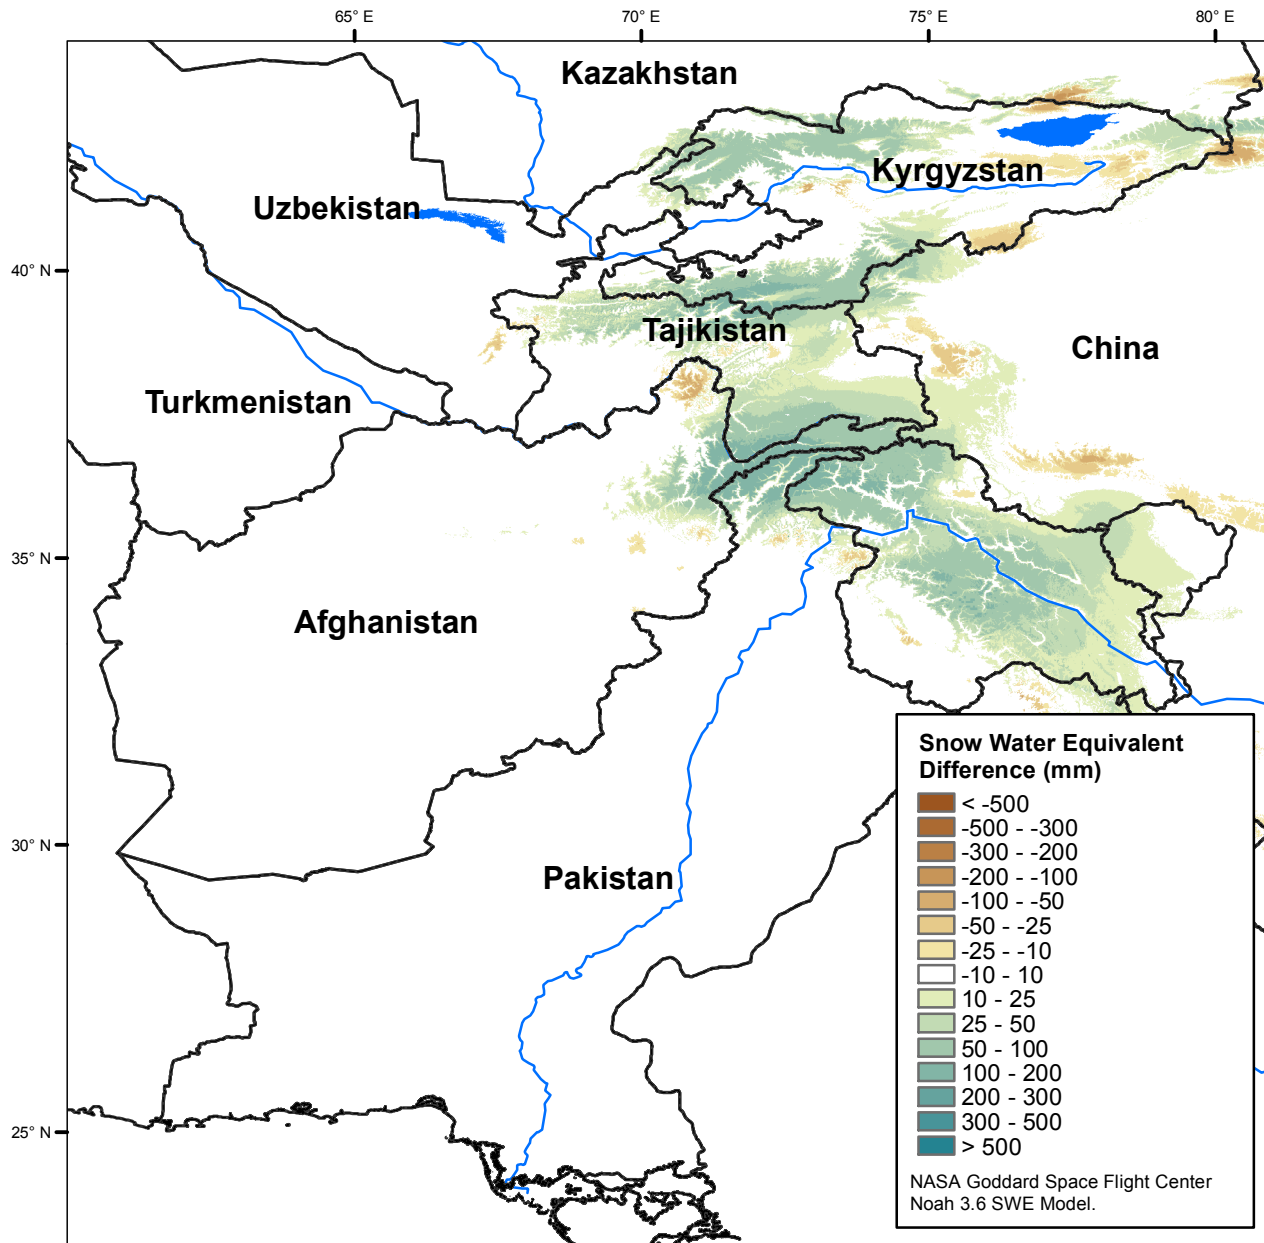 65° E
70° E
75° E
80° E
Kazakhstan
Kyrgyzstan
Uzbekistan
40° N
Tajikistan
China
Turkmenistan
35° N
Afghanistan
30° N
Pakistan
25° N
Snow Water Equivalent
Difference (mm)
< -500
-500 - -300
-300 - -200
-200 - -100
-100 - -50
-50 - -25
-25 - -10
-10 - 10
10 - 25
25 - 50
50 - 100
100 - 200
200 - 300
300 - 500
> 500
NASA Goddard Space Flight Center
Noah 3.6 SWE Model.